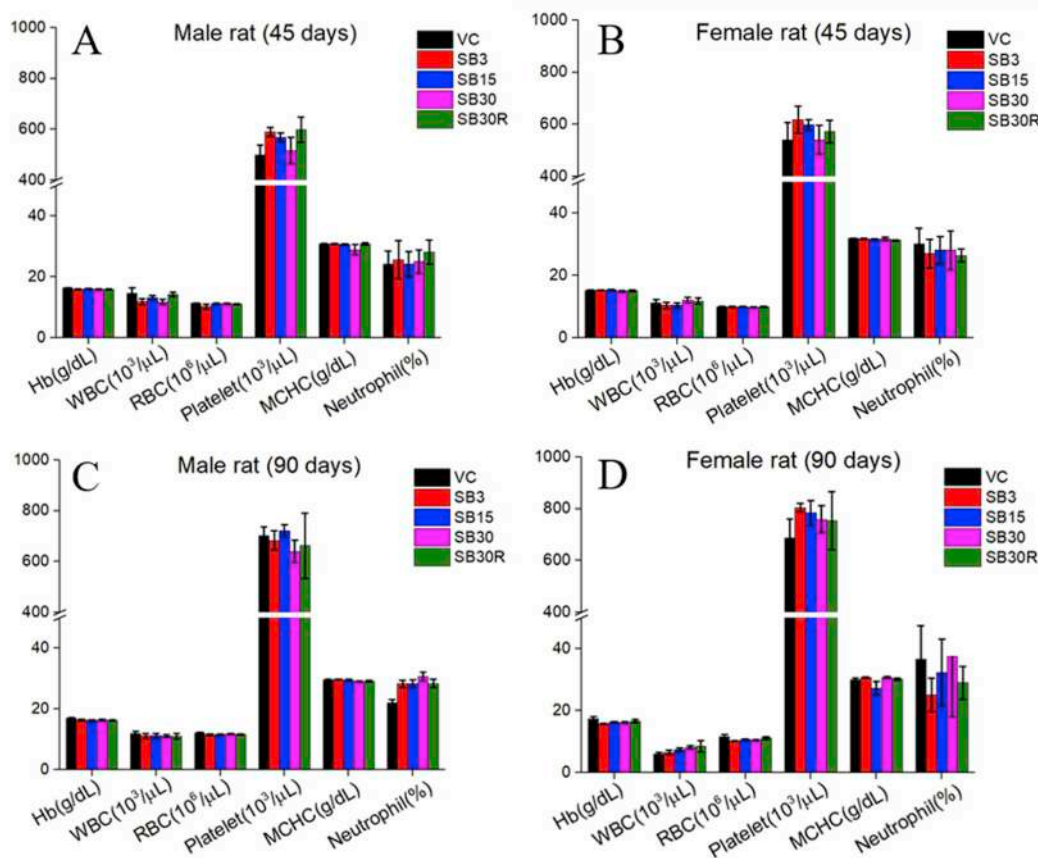 A
Male rat (45 days)
VC
SB3
SB15
SB30
SB30R
1000
800
600
400
40
20
0
Hb(g/dL)
WBC(10³/μL)
RBC(10⁶/μL)
Platelet(10³/μL)
MCHC(g/dL)
Neutrophil(%)
B
Female rat (45 days)
VC
SB3
SB15
SB30
SB30R
1000
800
600
400
40
20
0
Hb(g/dL)
WBC(10³/μL)
RBC(10⁶/μL)
Platelet(10³/μL)
MCHC(g/dL)
Neutrophil(%)
C
Male rat (90 days)
VC
SB3
SB15
SB30
SB30R
1000
800
600
400
40
20
0
Hb(g/dL)
WBC(10³/μL)
RBC(10⁶/μL)
Platelet(10³/μL)
MCHC(g/dL)
Neutrophil(%)
D
Female rat (90 days)
VC
SB3
SB15
SB30
SB30R
1000
800
600
400
40
20
0
Hb(g/dL)
WBC(10³/μL)
RBC(10⁶/μL)
Platelet(10³/μL)
MCHC(g/dL)
Neutrophil(%)